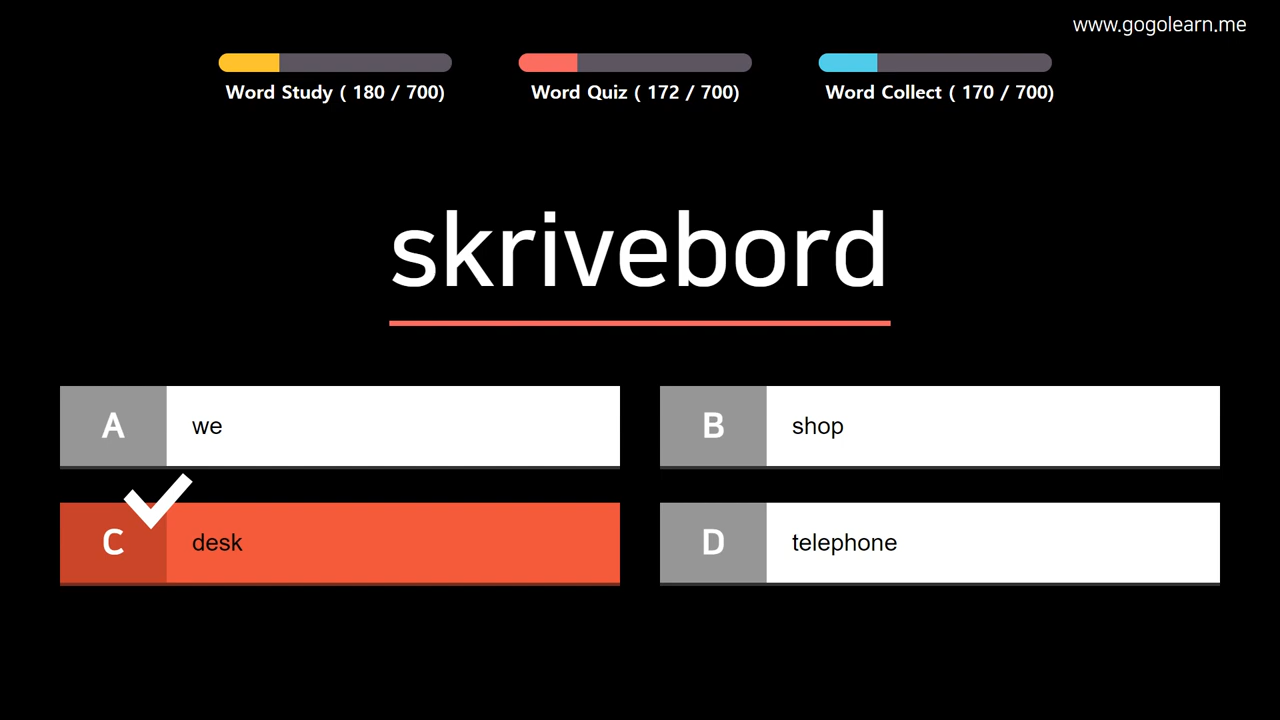 www.gogolearn.me
Word Study ( 180 / 700)
Word Quiz ( 172 / 700)
Word Collect ( 170 / 700)
skrivebord
A
we
B
shop
C
desk
D
telephone